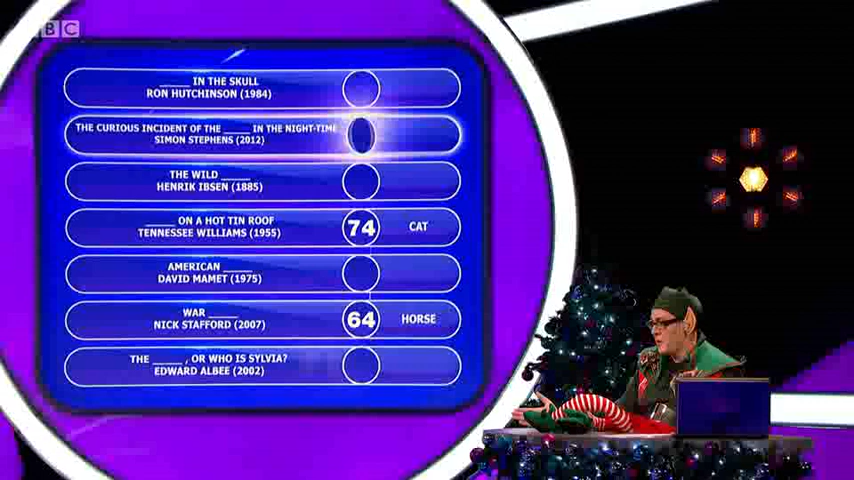 BBC
_____ IN THE SKULL
RON HUTCHINSON (1984)
THE CURIOUS INCIDENT OF THE _____ IN THE NIGHT-TIME
SIMON STEPHENS (2012)
THE WILD _____
HENRIK IBSEN (1885)
_____ ON A HOT TIN ROOF
TENNESSEE WILLIAMS (1955)
74
CAT
AMERICAN _____
DAVID MAMET (1975)
WAR _____
NICK STAFFORD (2007)
64
HORSE
THE _____ , OR WHO IS SYLVIA?
EDWARD ALBEE (2002)